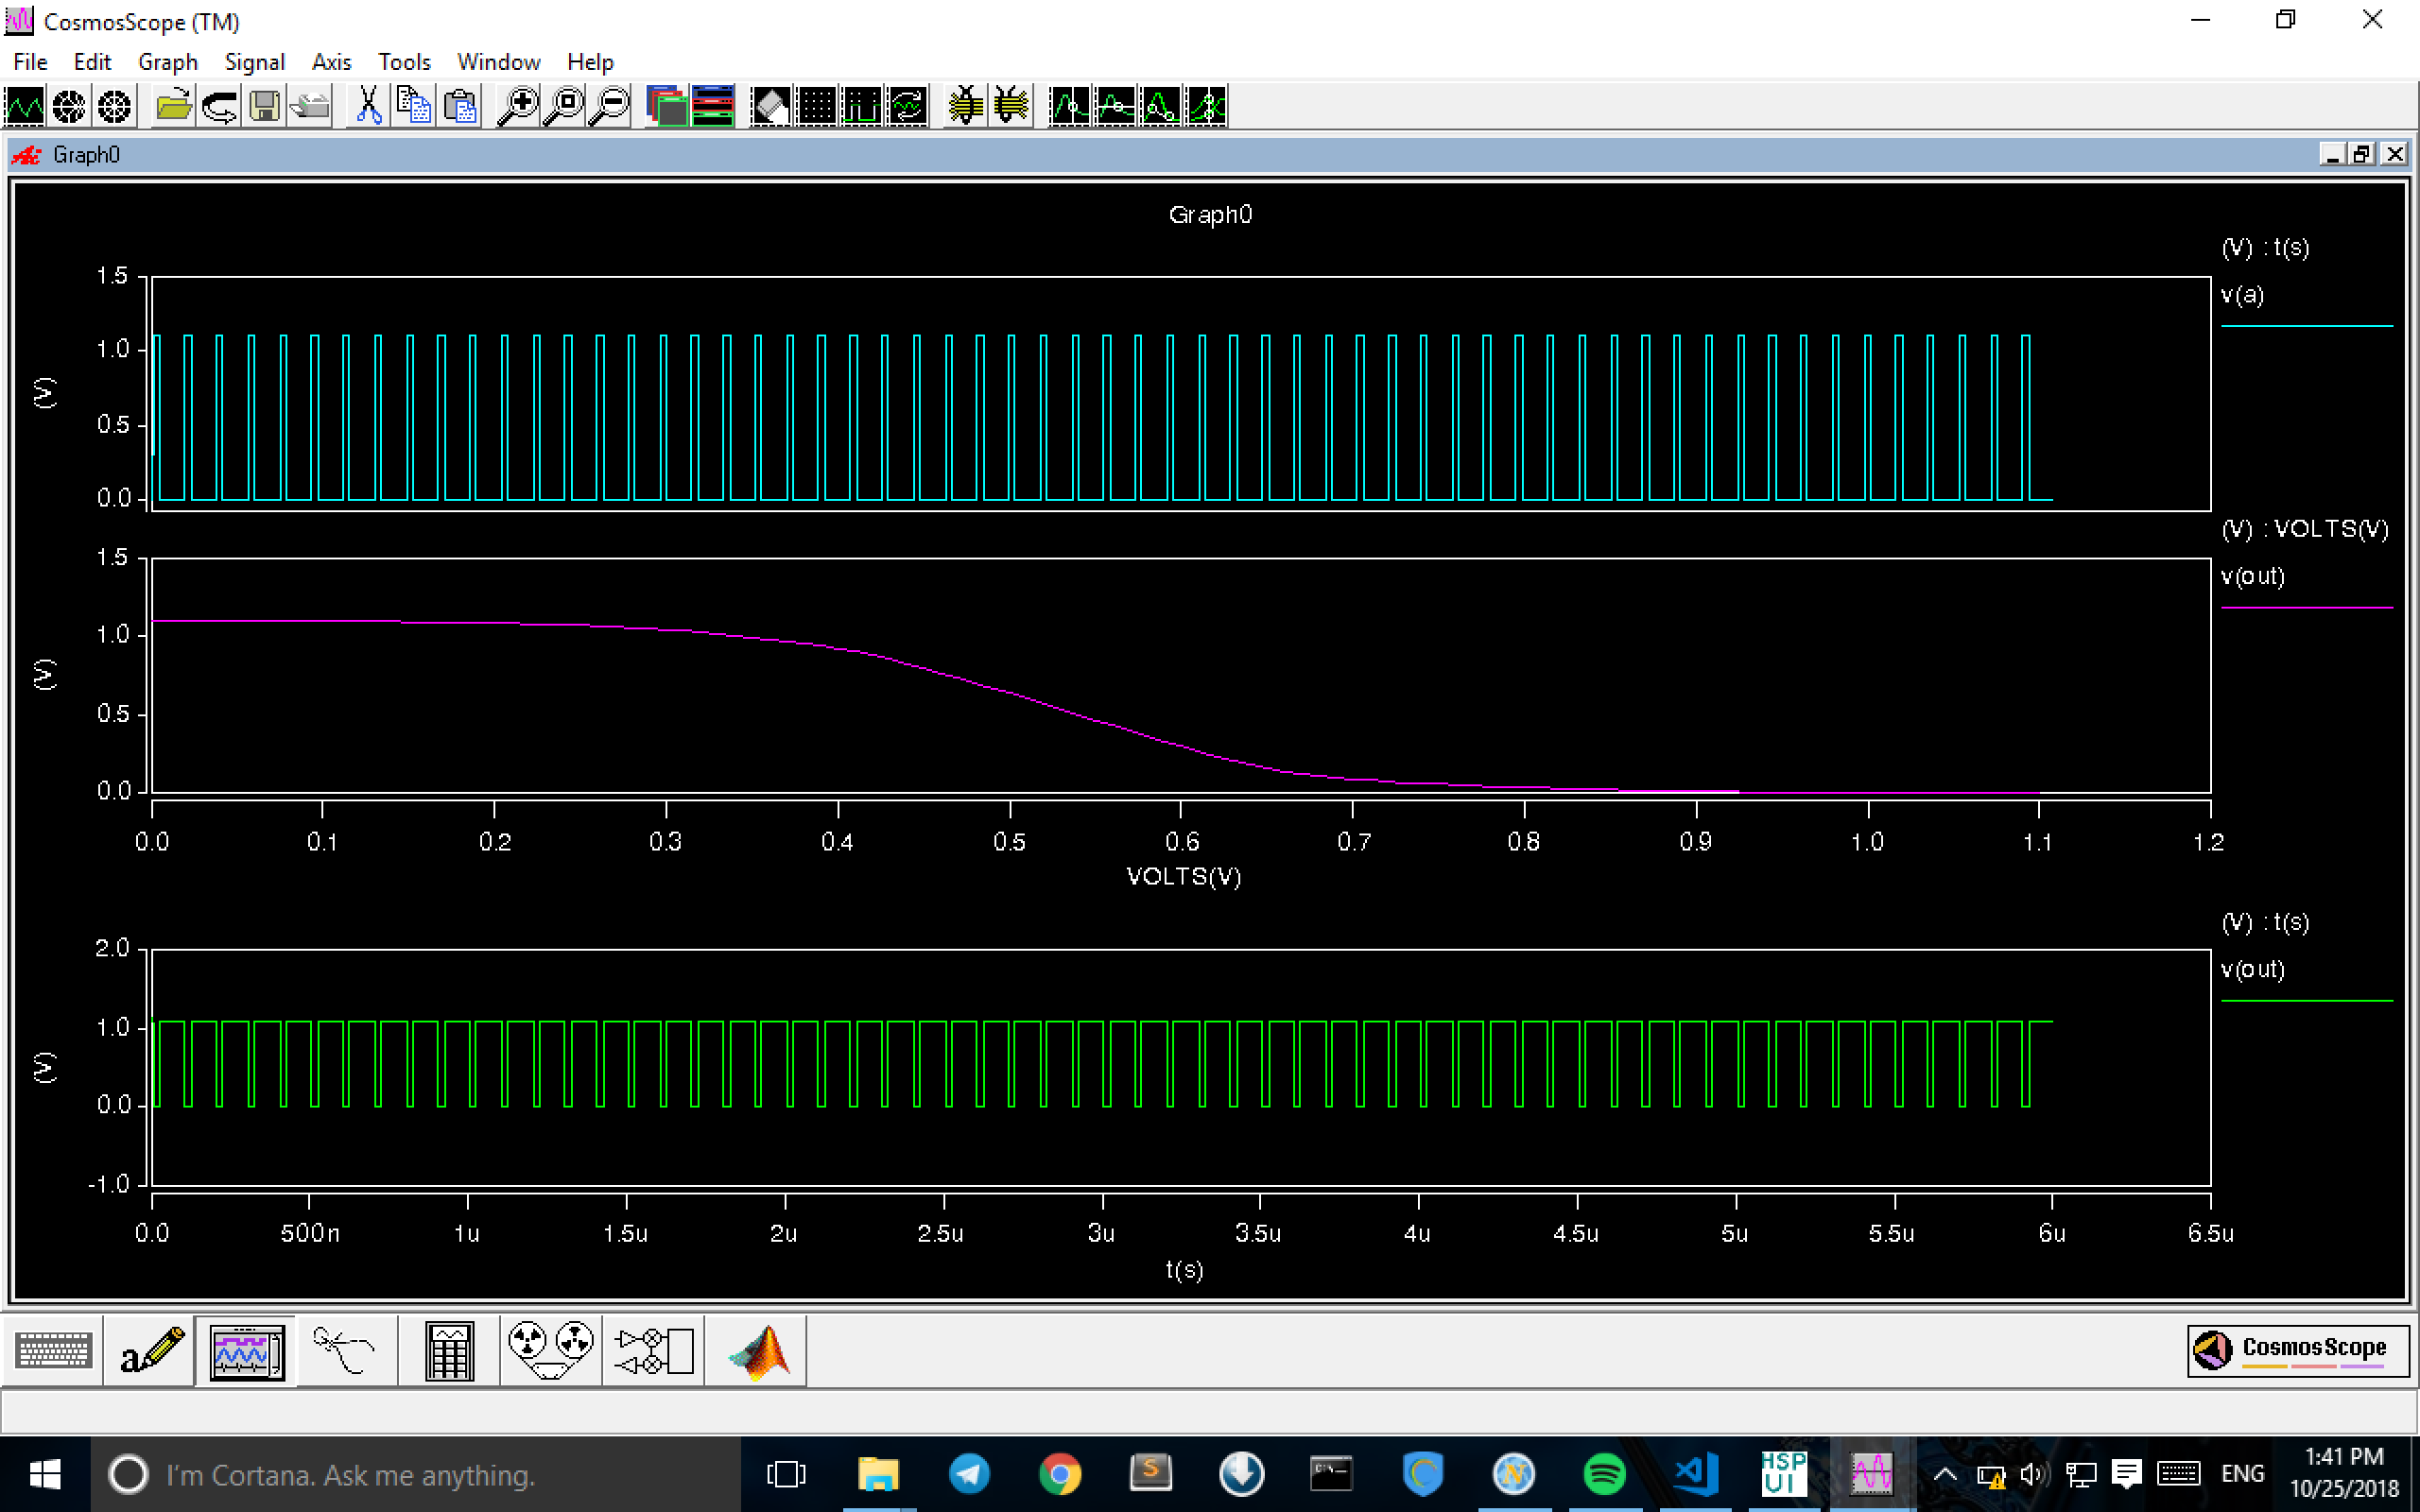 CosmosScope (TM)
File Edit Graph Signal Axis Tools Window Help
Graph0
Graph0
(V) : t(s)
v(a)
1.5
1.0
0.5
0.0
(V)
(V) : VOLTS(V)
v(out)
1.5
1.0
0.5
0.0
(V)
0.0 0.1 0.2 0.3 0.4 0.5 0.6 0.7 0.8 0.9 1.0 1.1 1.2
VOLTS(V)
(V) : t(s)
v(out)
2.0
1.0
0.0
-1.0
(V)
0.0 500n 1u 1.5u 2u 2.5u 3u 3.5u 4u 4.5u 5u 5.5u 6u 6.5u
t(s)
a
CosmosScope
I'm Cortana. Ask me anything.
S
C
N
HSP
UI
ENG
1:41 PM
10/25/2018